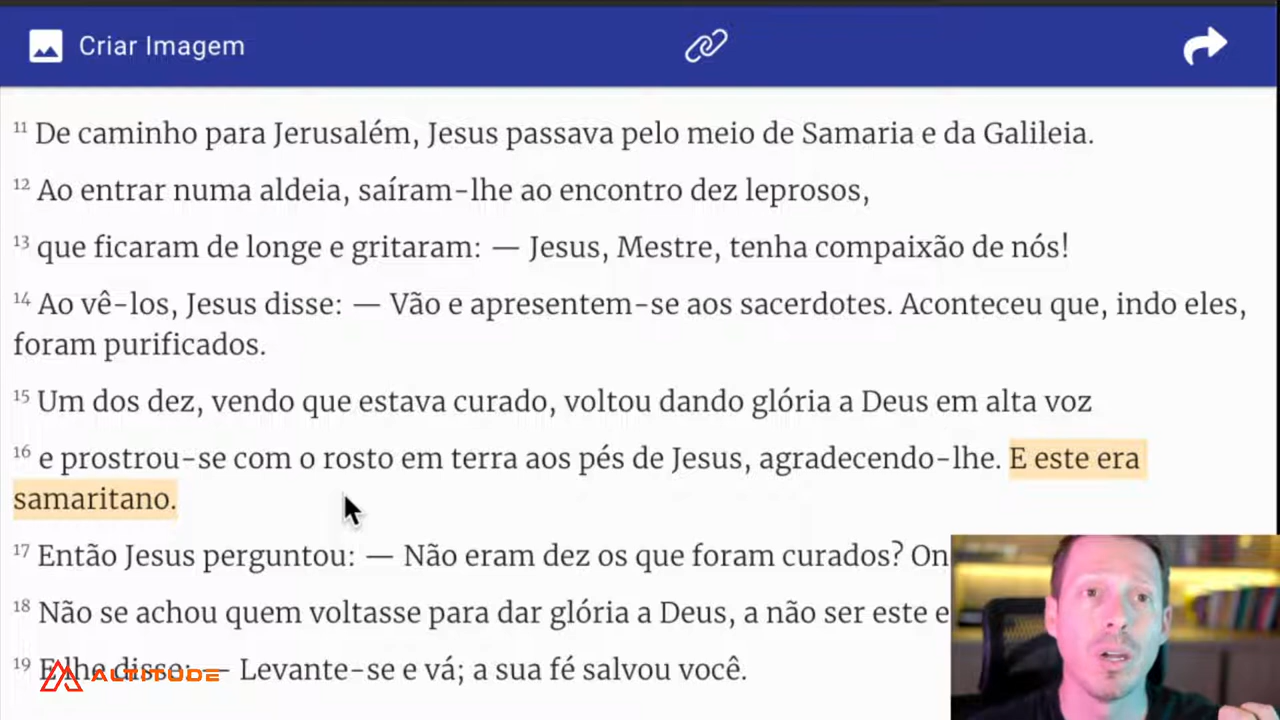 Criar Imagem
11 De caminho para Jerusalém, Jesus passava pelo meio de Samaria e da Galileia.
12 Ao entrar numa aldeia, saíram-lhe ao encontro dez leprosos,
13 que ficaram de longe e gritaram: — Jesus, Mestre, tenha compaixão de nós!
14 Ao vê-los, Jesus disse: — Vão e apresentem-se aos sacerdotes. Aconteceu que, indo eles,
foram purificados.
15 Um dos dez, vendo que estava curado, voltou dando glória a Deus em alta voz
16 e prostrou-se com o rosto em terra aos pés de Jesus, agradecendo-lhe. E este era
samaritano.
17 Então Jesus perguntou: — Não eram dez os que foram curados? On
18 Não se achou quem voltasse para dar glória a Deus, a não ser este e
19 E lhe disse: — Levante-se e vá; a sua fé salvou você.
ALTITUDE